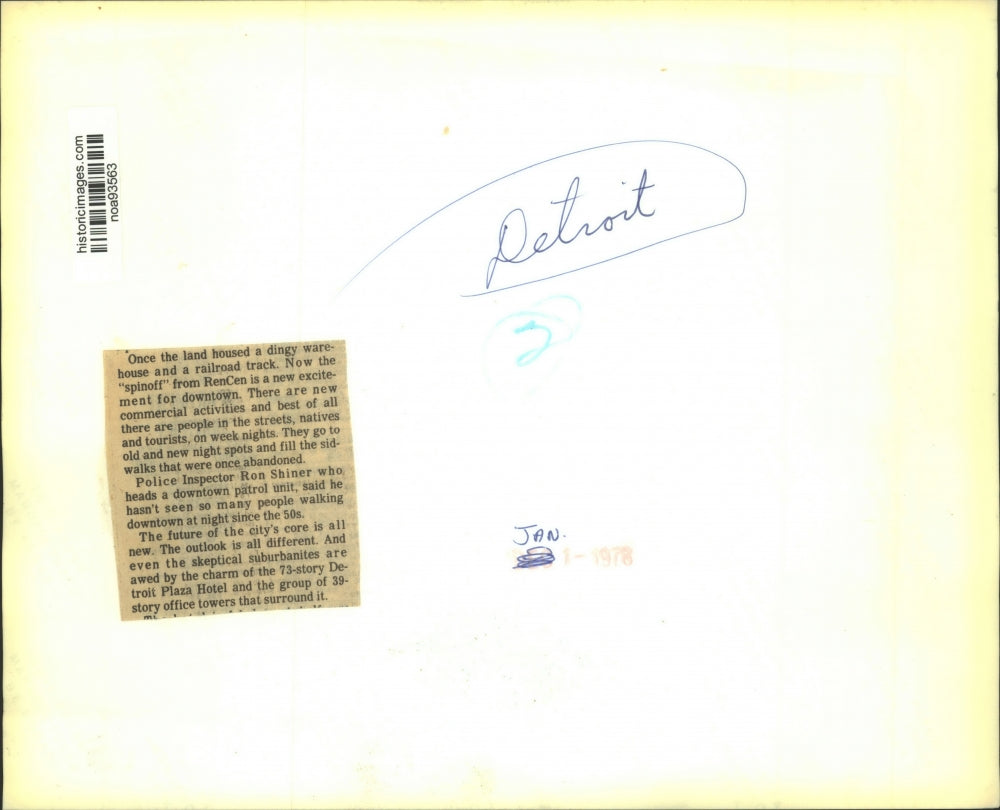 historicimages.com
noa93563
Detroit
2
Once the land housed a dingy ware-
house and a railroad track. Now the
"spinoff" from RenCen is a new excite-
ment for downtown. There are new
commercial activities and best of all
there are people in the streets, natives
and tourists, on week nights. They go to
old and new night spots and fill the sid-
walks that were once abandoned.
Police Inspector Ron Shiner who
heads a downtown patrol unit, said he
hasn't seen so many people walking
downtown at night since the 50s.
The future of the city's core is all
new. The outlook is all different. And
even the skeptical suburbanites are
awed by the charm of the 73-story De-
troit Plaza Hotel and the group of 39-
story office towers that surround it.
JAN.
1-1978